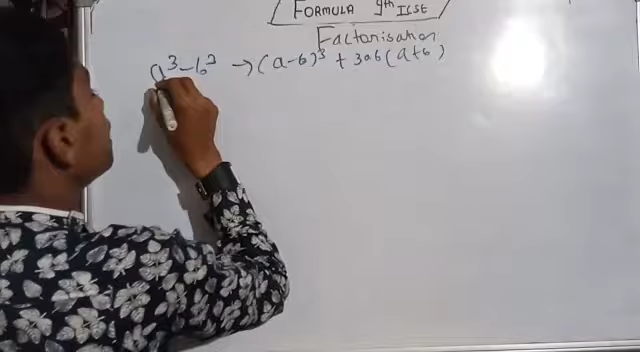 FORMULA 9th ICSE
Factorisation
a³-b³ → (a-b)³ + 3ab(a+b)